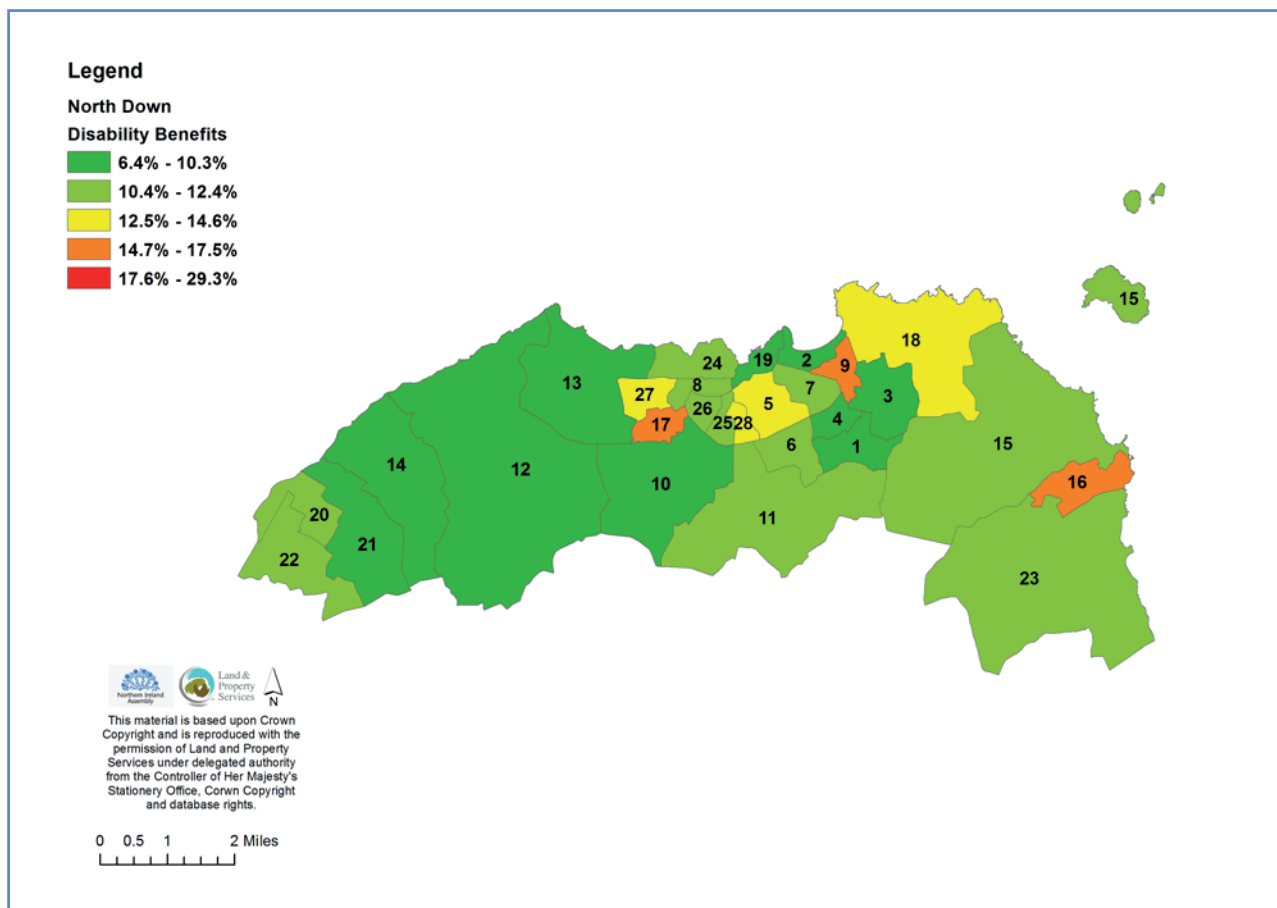 Legend
North Down
Disability Benefits
6.4% - 10.3%
10.4% - 12.4%
12.5% - 14.6%
14.7% - 17.5%
17.6% - 29.3%
15
18
24
19
2
9
13
8
7
27
3
26
5
17
25
28
4
15
6
1
14
12
10
16
11
20
21
22
23
Northern Ireland
Assembly
Land &
Property
Services
N
This material is based upon Crown
Copyright and is reproduced with the
permission of Land and Property
Services under delegated authority
from the Controller of Her Majesty's
Stationery Office, Corwn Copyright
and database rights.
0 0.5 1 2 Miles